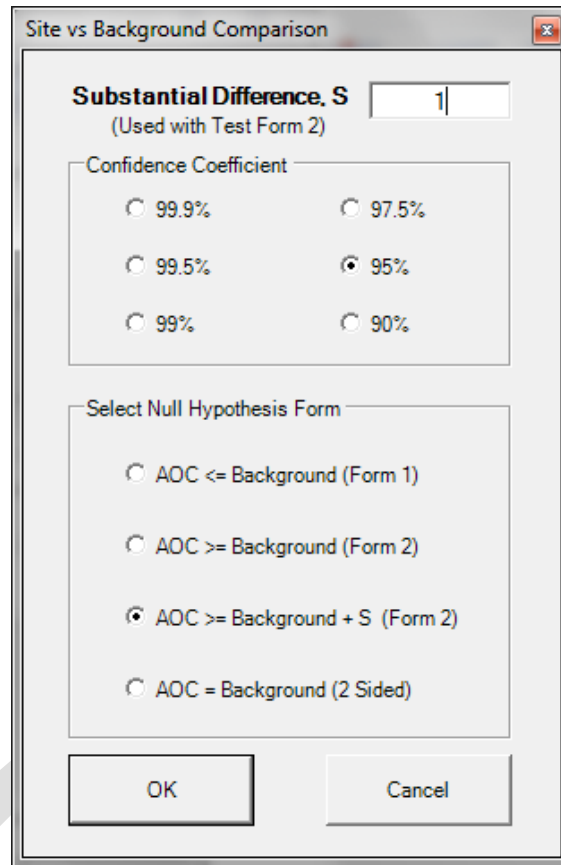 Site vs Background Comparison
Substantial Difference, S 1
(Used with Test Form 2)
Confidence Coefficient
99.9% 97.5%
99.5% 95%
99% 90%
Select Null Hypothesis Form
AOC <= Background (Form 1)
AOC >= Background (Form 2)
AOC >= Background + S (Form 2)
AOC = Background (2 Sided)
OK Cancel